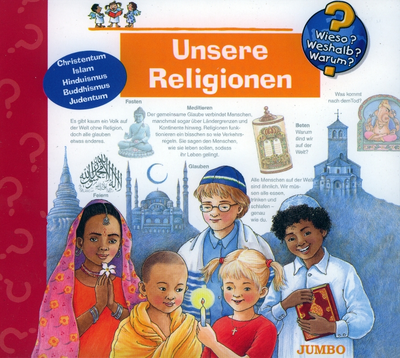 Unsere
Religionen
Wieso?
Weshalb?
Warum?
Christentum
Islam
Hinduismus
Buddhismus
Judentum
Fasten
Es gibt kaum ein Volk auf
der Welt ohne Religion,
doch alle glauben
etwas anderes.
Meditieren
Der gemeinsame Glaube verbindet Menschen,
manchmal sogar über Ländergrenzen und
Kontinente hinweg. Religionen funk-
tionieren ein bisschen so wie Verkehrs-
regeln. Sie sagen den Menschen,
wie sie leben sollen, sodass
ihr Leben gelingt.
Beten
Warum
sind wir
auf der
Welt?
Was kommt
nach dem Tod?
Glauben
Alle Menschen auf der Welt
sind ähnlich. Wir müs-
sen alle essen,
trinken und
schlafen –
genau
wie du.
Feiern
JUMBO